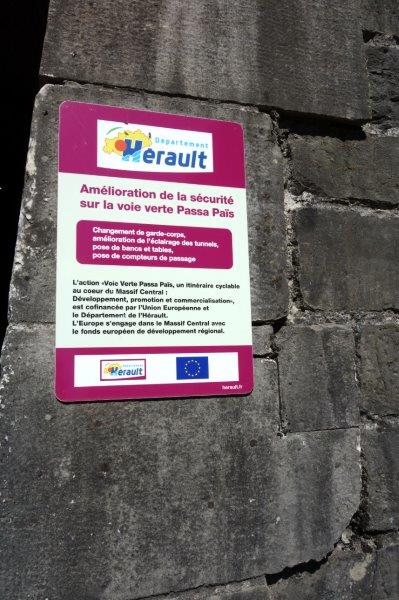 Département
Hérault
Amélioration de la sécurité
sur la voie verte Passa Païs
Changement de garde-corps,
amélioration de l'éclairage des tunnels,
pose de bancs et tables,
pose de compteurs de passage
L'action «Voie Verte Passa Païs, un itinéraire cyclable
au coeur du Massif Central :
Développement, promotion et commercialisation»,
est cofinancée par l'Union Européenne et
le Département de l'Hérault.
L'Europe s'engage dans le Massif Central avec
le fonds européen de développement régional.
Département
Hérault
herault.fr